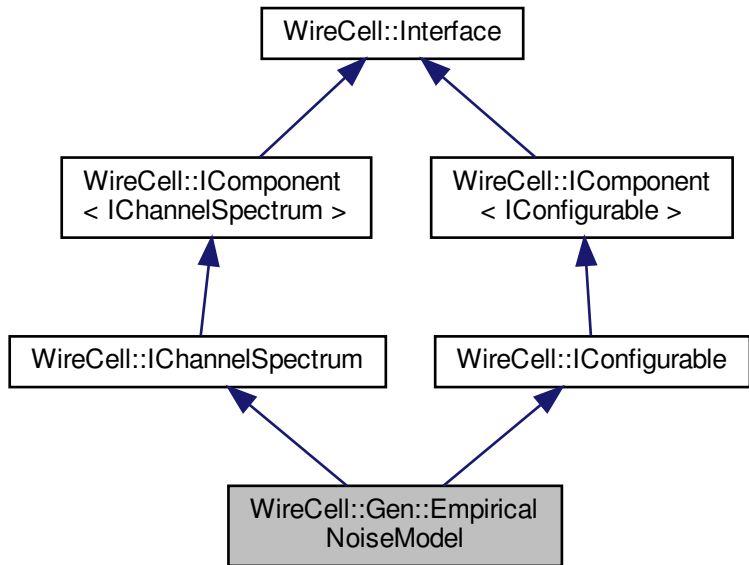 WireCell::Interface
WireCell::IComponent
< IChannelSpectrum >
WireCell::IComponent
< IConfigurable >
WireCell::IChannelSpectrum
WireCell::IConfigurable
WireCell::Gen::Empirical
NoiseModel